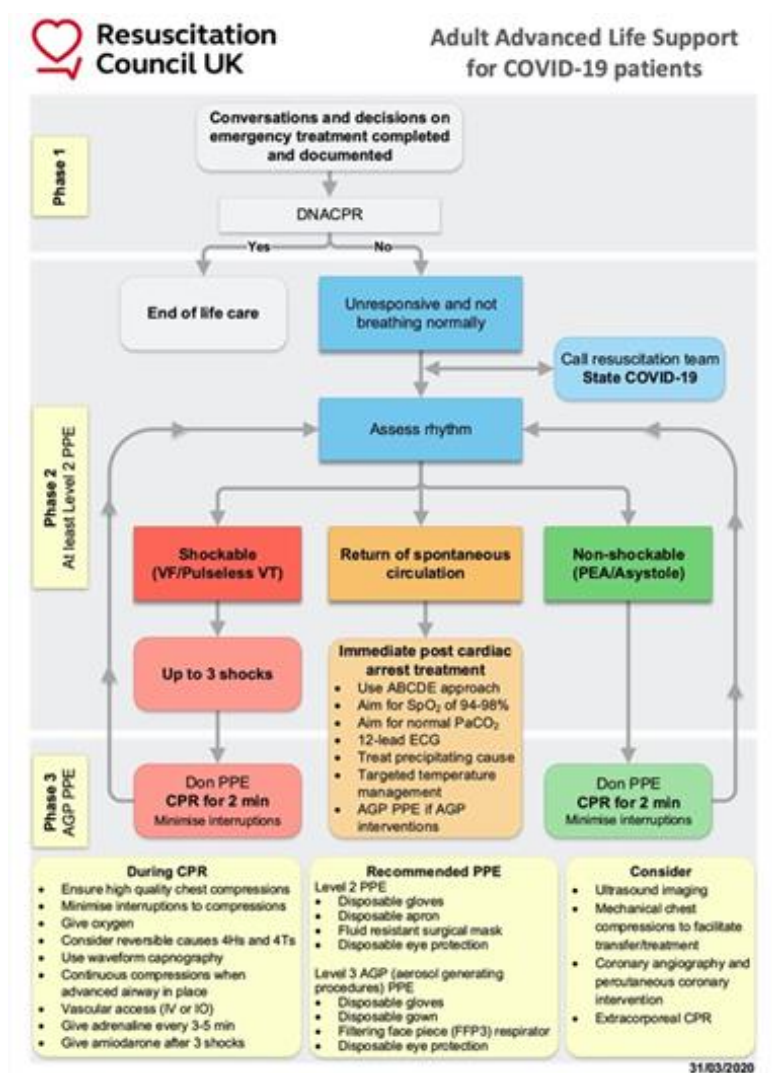 Resuscitation
Council UK
Adult Advanced Life Support
for COVID-19 patients
Phase 1
Conversations and decisions on
emergency treatment completed
and documented
DNACPR
Yes
No
Phase 2
At least Level 2 PPE
End of life care
Unresponsive and not
breathing normally
Call resuscitation team
State COVID-19
Assess rhythm
Shockable
(VF/Pulseless VT)
Return of spontaneous
circulation
Non-shockable
(PEA/Asystole)
Up to 3 shocks
Immediate post cardiac
arrest treatment
• Use ABCDE approach
• Aim for SpO₂ of 94-98%
• Aim for normal PaCO₂
• 12-lead ECG
• Treat precipitating cause
• Targeted temperature
management
• AGP PPE if AGP
interventions
Phase 3
AGP PPE
Don PPE
CPR for 2 min
Minimise interruptions
Don PPE
CPR for 2 min
Minimise interruptions
During CPR
• Ensure high quality chest compressions
• Minimise interruptions to compressions
• Give oxygen
• Consider reversible causes 4Hs and 4Ts
• Use waveform capnography
• Continuous compressions when
advanced airway in place
• Vascular access (IV or IO)
• Give adrenaline every 3-5 min
• Give amiodarone after 3 shocks
Recommended PPE
Level 2 PPE
• Disposable gloves
• Disposable apron
• Fluid resistant surgical mask
• Disposable eye protection
Level 3 AGP (aerosol generating
procedures) PPE
• Disposable gloves
• Disposable gown
• Filtering face piece (FFP3) respirator
• Disposable eye protection
Consider
• Ultrasound imaging
• Mechanical chest
compressions to facilitate
transfer/treatment
• Coronary angiography and
percutaneous coronary
intervention
• Extracorporeal CPR
31/03/2020